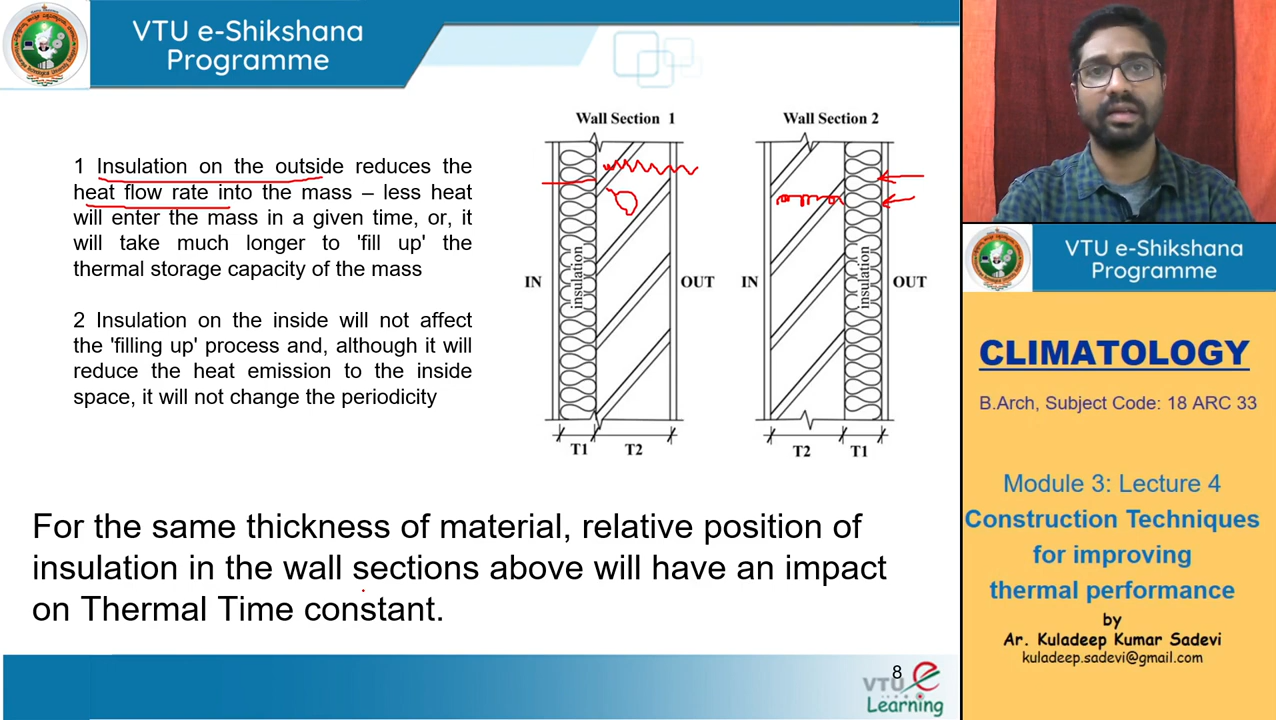 VTU e-Shikshana
Programme
1 Insulation on the outside reduces the
heat flow rate into the mass – less heat
will enter the mass in a given time, or, it
will take much longer to 'fill up' the
thermal storage capacity of the mass
2 Insulation on the inside will not affect
the 'filling up' process and, although it will
reduce the heat emission to the inside
space, it will not change the periodicity
Wall Section 1
IN
insulation
OUT
T1
T2
Wall Section 2
IN
insulation
OUT
T2
T1
For the same thickness of material, relative position of
insulation in the wall sections above will have an impact
on Thermal Time constant.
8
VTU e
Learning
VTU e-Shikshana
Programme
CLIMATOLOGY
B.Arch, Subject Code: 18 ARC 33
Module 3: Lecture 4
Construction Techniques
for improving
thermal performance
by
Ar. Kuladeep Kumar Sadevi
kuladeep.sadevi@gmail.com